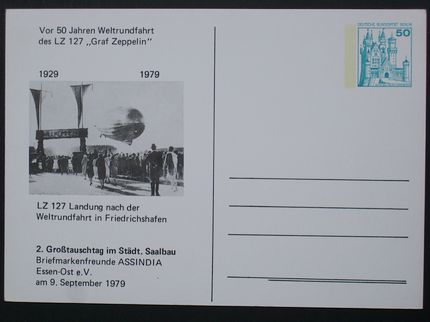 Vor 50 Jahren Weltrundfahrt
des LZ 127 „Graf Zeppelin"
DEUTSCHE BUNDESPOST BERLIN
50
1929 1979
LZ 127 Landung nach der
Weltrundfahrt in Friedrichshafen
2. Großtauschtag im Städt. Saalbau
Briefmarkenfreunde ASSINDIA
Essen-Ost e.V.
am 9. September 1979